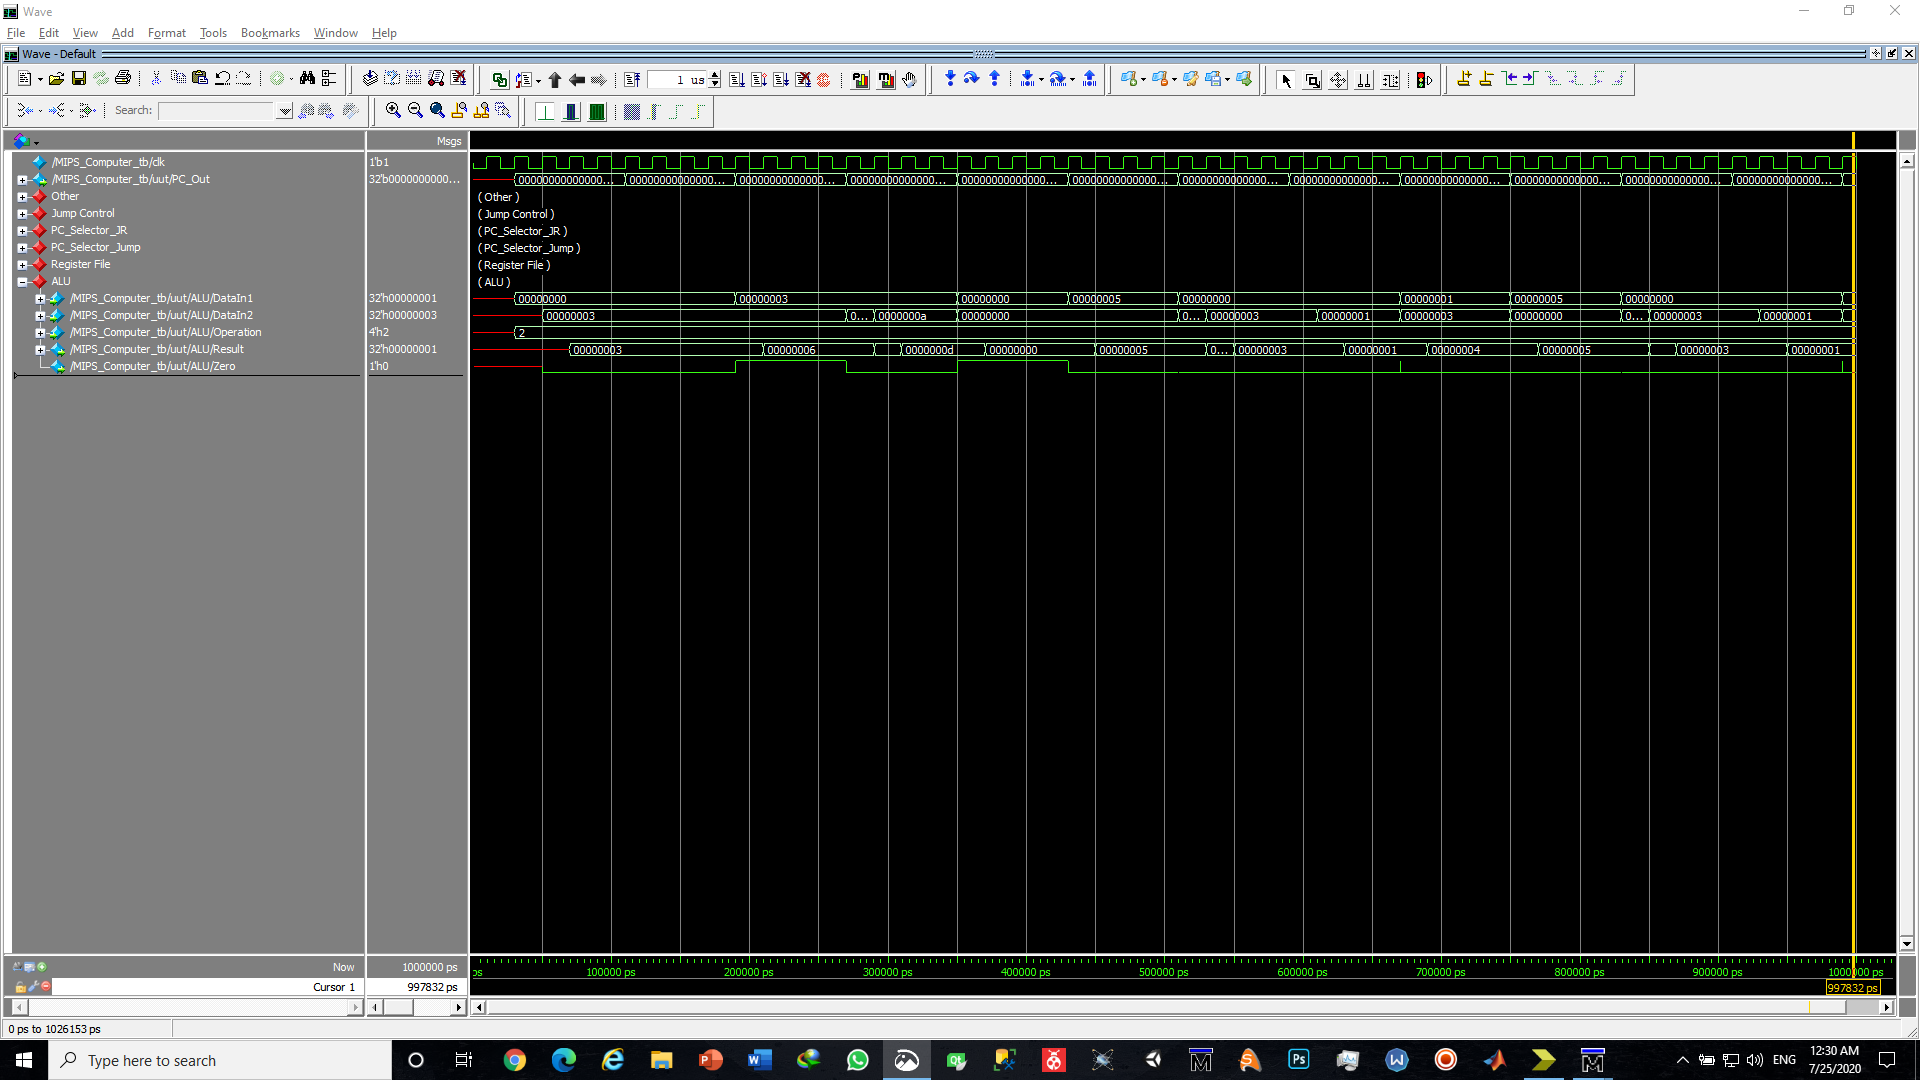 Wave
File Edit View Add Format Tools Bookmarks Window Help
Wave - Default
1 us
Search:
Msgs
/MIPS_Computer_tb/clk 1'b1
/MIPS_Computer_tb/uut/PC_Out 32'b0000000000... 00000000000000... 00000000000000... 00000000000000... 00000000000000... 00000000000000... 00000000000000... 00000000000000... 00000000000000... 00000000000000... 00000000000000... 00000000000000... 00000000000000...
Other ( Other )
Jump Control ( Jump Control )
PC_Selector_JR ( PC_Selector_JR )
PC_Selector_Jump ( PC_Selector_Jump )
Register File ( Register File )
ALU ( ALU )
/MIPS_Computer_tb/uut/ALU/DataIn1 32'h00000001 00000000 00000003 00000000 00000005 00000000 00000001 00000005 00000000
/MIPS_Computer_tb/uut/ALU/DataIn2 32'h00000003 00000003 0... 0000000a 00000000 0... 00000003 00000001 00000003 00000000 0... 00000003 00000001
/MIPS_Computer_tb/uut/ALU/Operation 4'h2 2
/MIPS_Computer_tb/uut/ALU/Result 32'h00000001 00000003 00000006 0000000d 00000000 00000005 0... 00000003 00000001 00000004 00000005 00000003 00000001
/MIPS_Computer_tb/uut/ALU/Zero 1'h0
Now 1000000 ps ps 100000 ps 200000 ps 300000 ps 400000 ps 500000 ps 600000 ps 700000 ps 800000 ps 900000 ps 1000000 ps
Cursor 1 997832 ps 997832 ps
0 ps to 1026153 ps
Type here to search
ENG
12:30 AM
7/25/2020